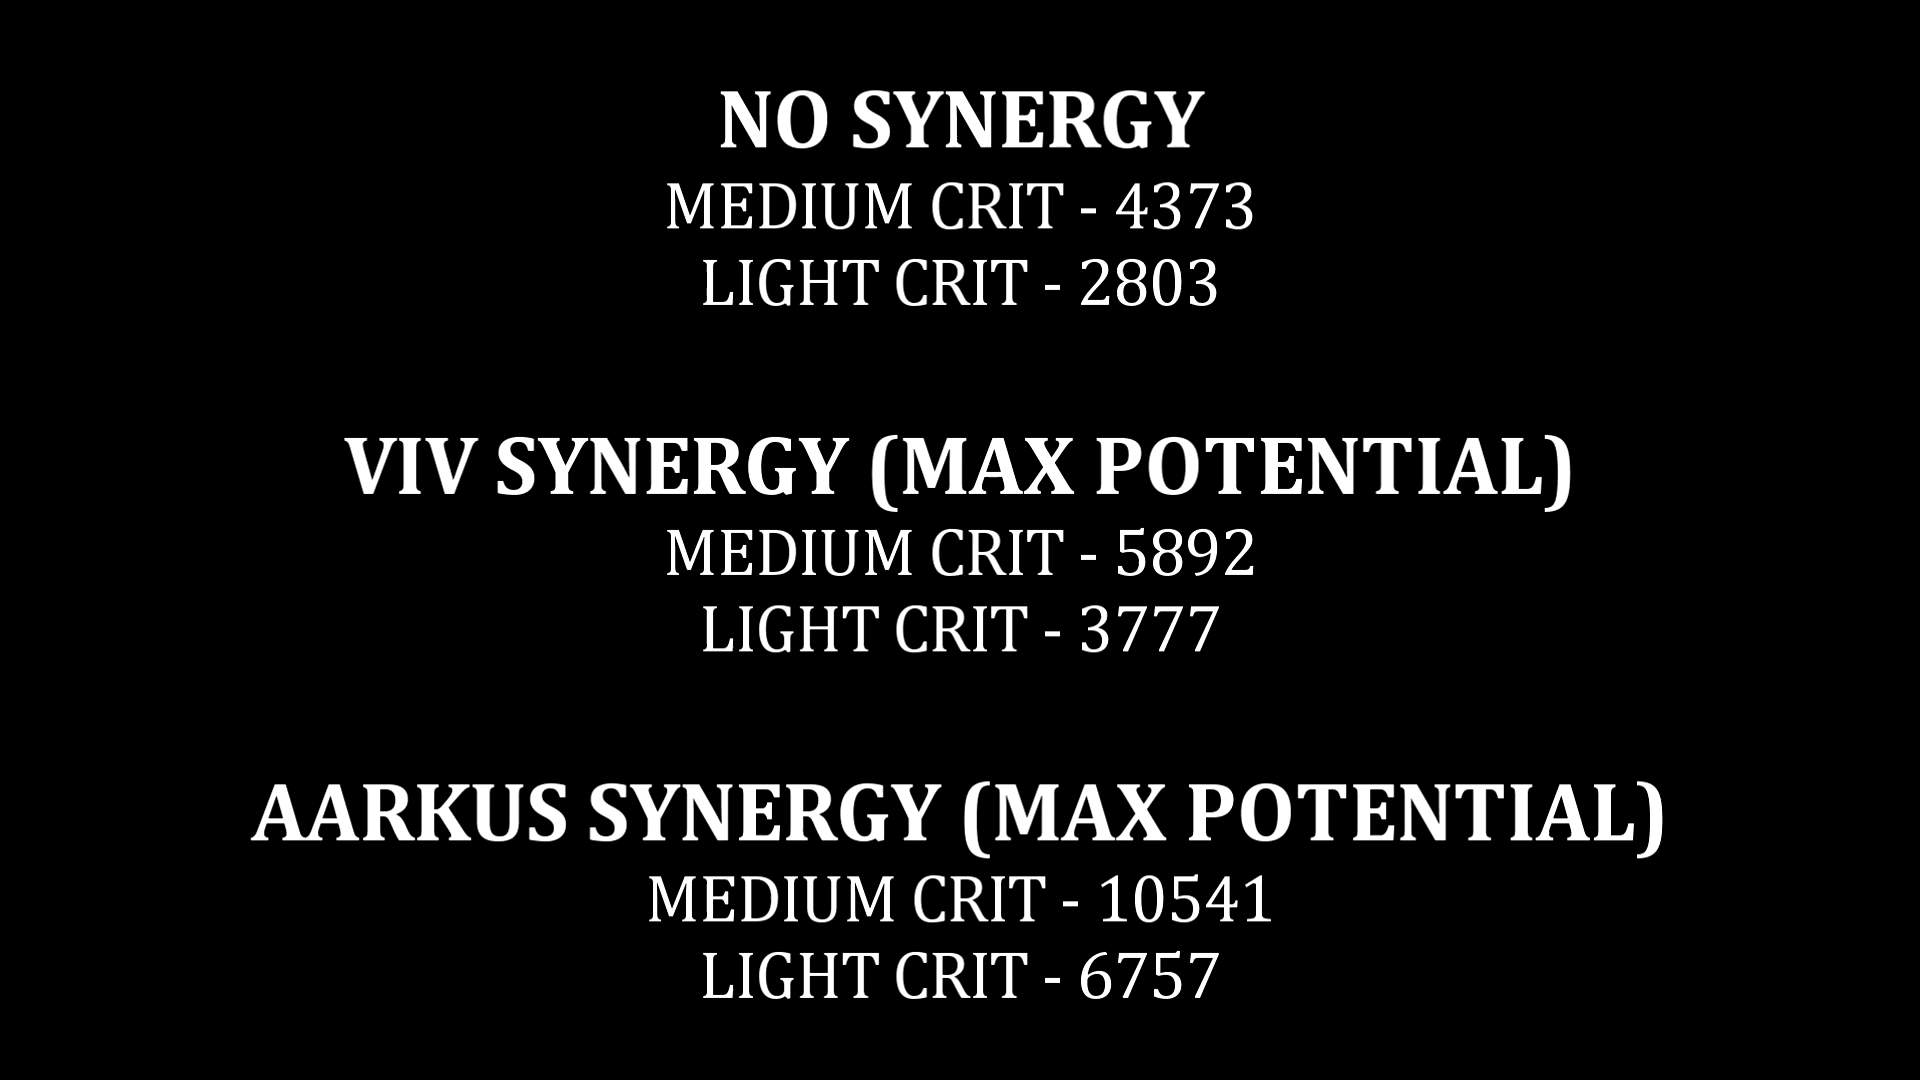 NO SYNERGY
MEDIUM CRIT - 4373
LIGHT CRIT - 2803
VIV SYNERGY (MAX POTENTIAL)
MEDIUM CRIT - 5892
LIGHT CRIT - 3777
AARKUS SYNERGY (MAX POTENTIAL)
MEDIUM CRIT - 10541
LIGHT CRIT - 6757